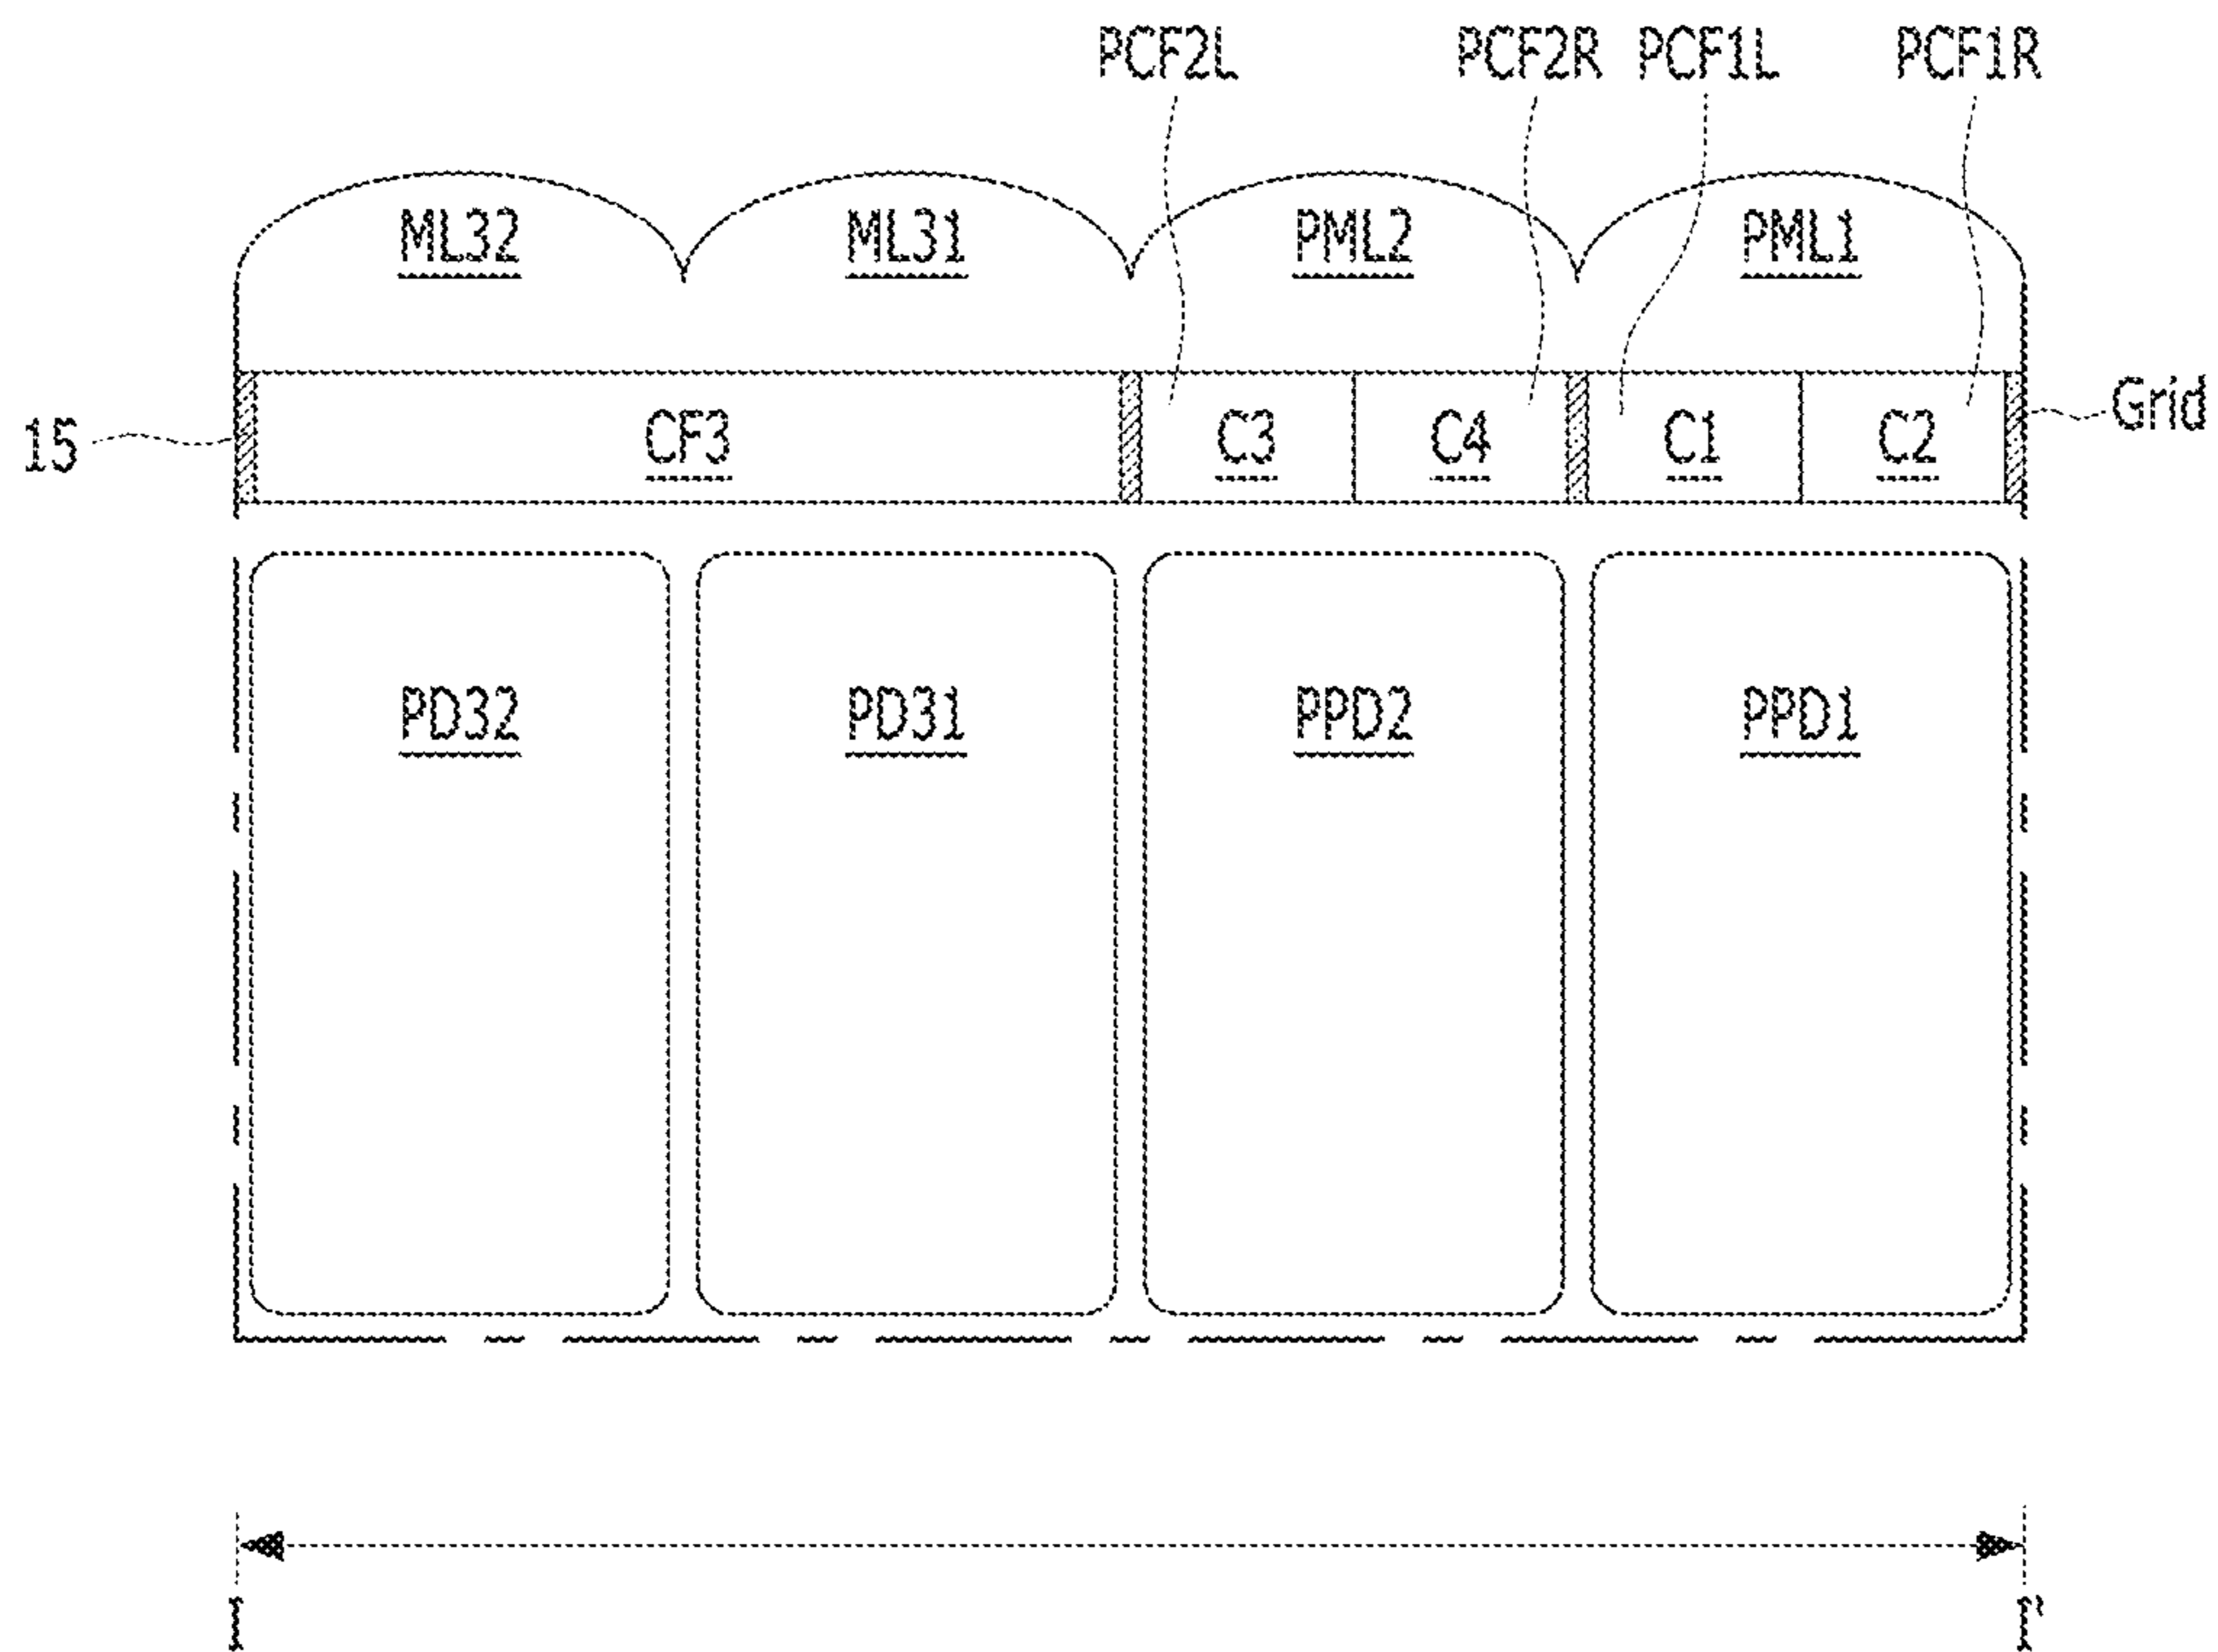 PCF2L PCF2R PCF1L PCF1R
ML32 ML31 PML2 PML1
15 CF3 C3 C4 C1 C2 Grid
PD32 PD31 PPD2 PPD1
I I'